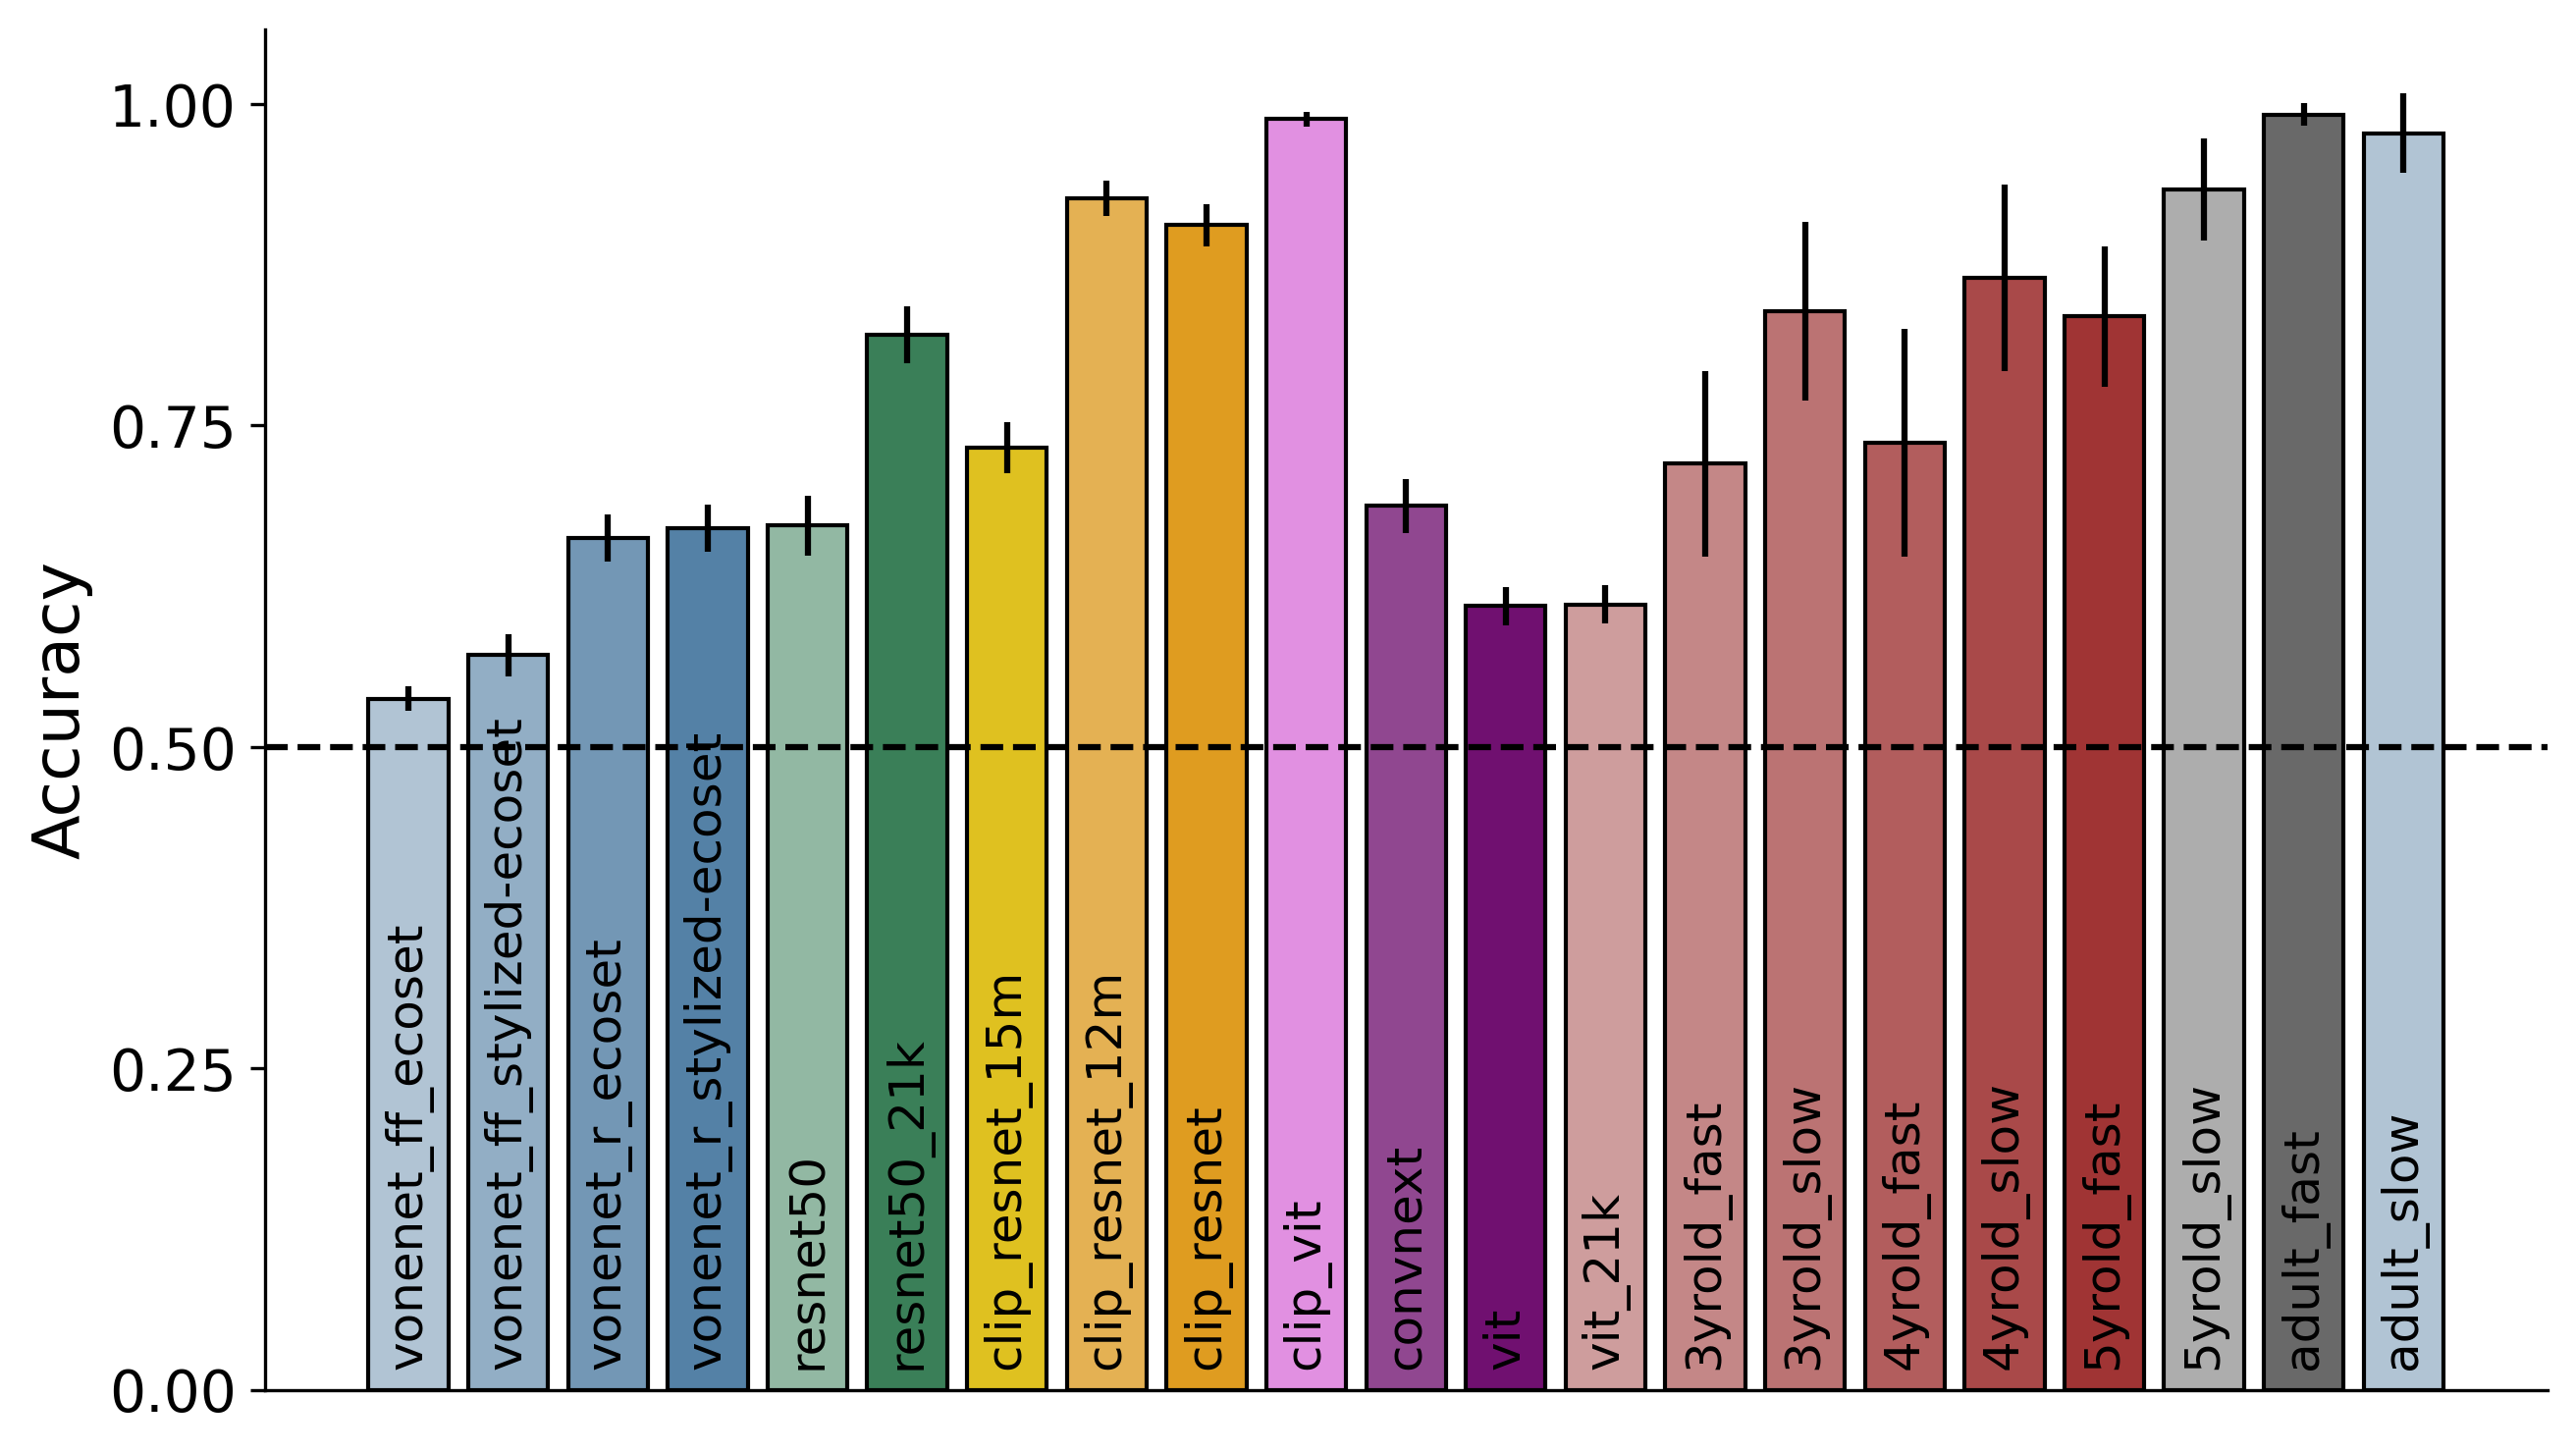 Accuracy
1.00
0.75
0.50
0.25
0.00
vonenet_ff_ecoset
vonenet_ff_stylized-ecoset
vonenet_r_ecoset
vonenet_r_stylized-ecoset
resnet50
resnet50_21k
clip_resnet_15m
clip_resnet_12m
clip_resnet
clip_vit
convnext
vit
vit_21k
3yrold_fast
3yrold_slow
4yrold_fast
4yrold_slow
5yrold_fast
5yrold_slow
adult_fast
adult_slow